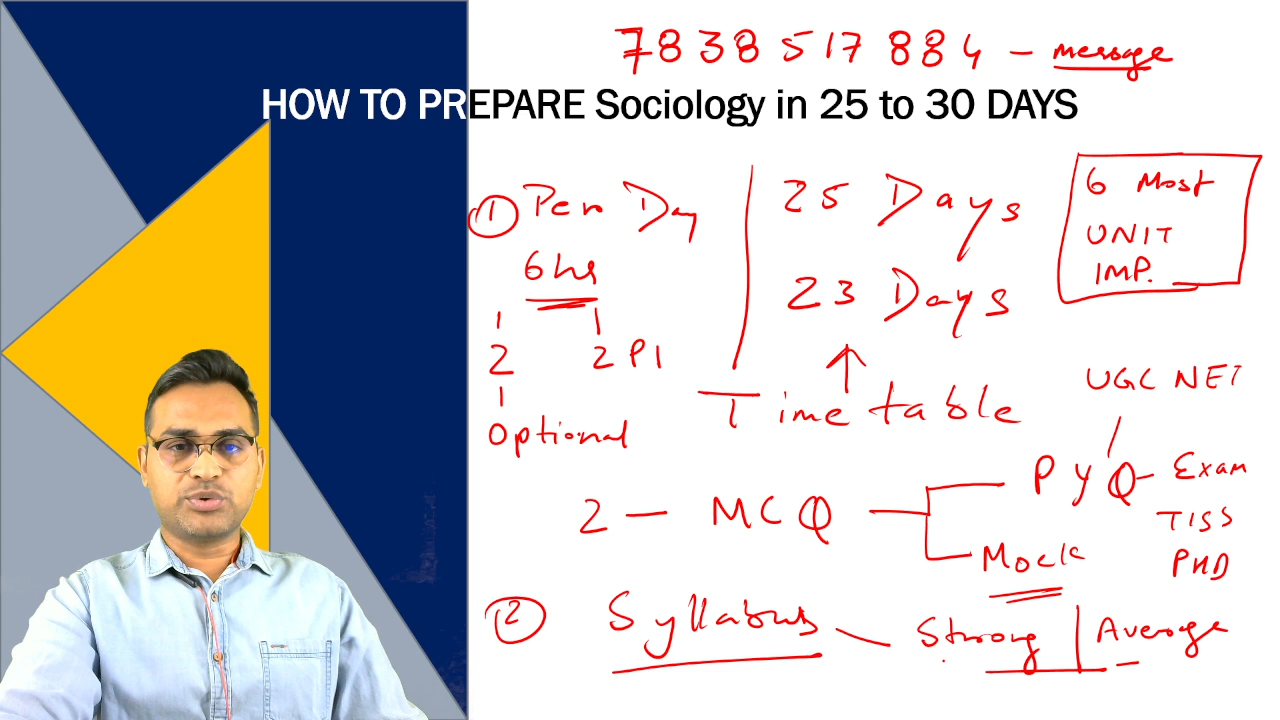 7838517884 - message
HOW TO PREPARE Sociology in 25 to 30 DAYS
① Per Day
6hr
2 2 P1
Optional
25 Days
23 Days
Time table
6 Most
UNIT
IMP.
UGC NET
2 - MCQ
PYQ - Exam
TISS
PHD
Mock
② Syllabus - Strong | Average